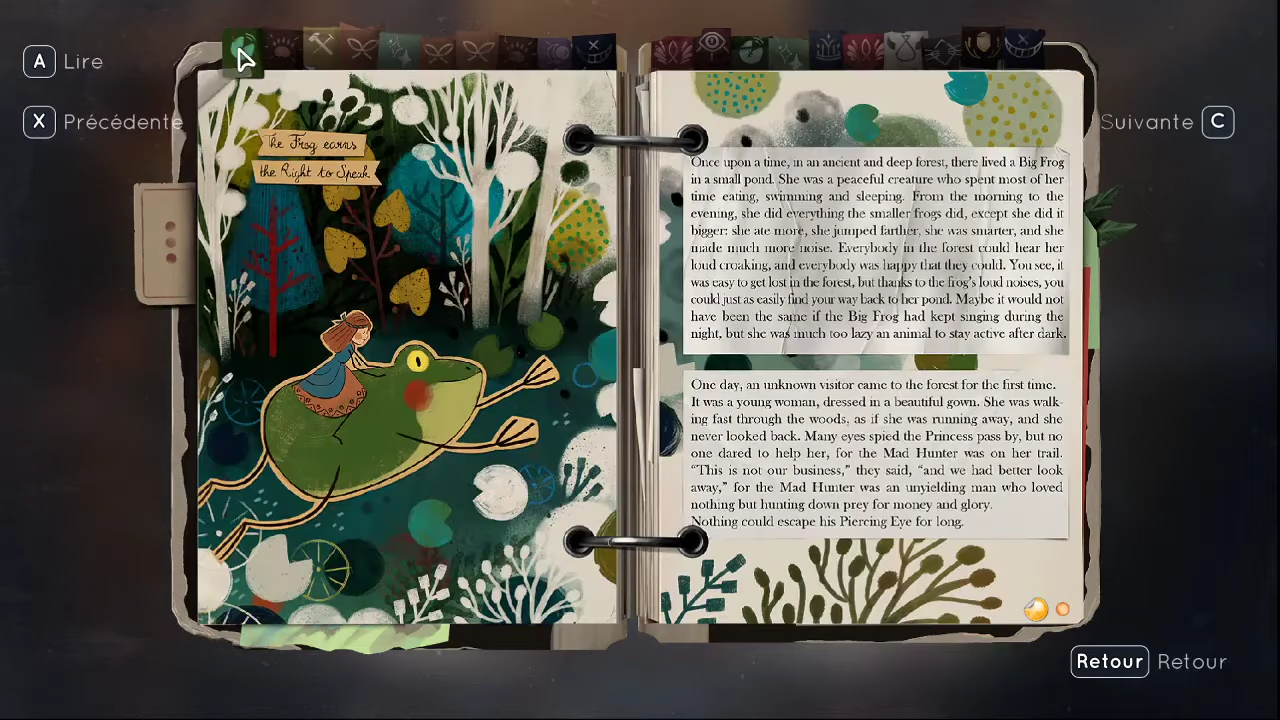 A Lire
X Précédente
Suivante C
The Frog earns
the Right to Speak
Once upon a time, in an ancient and deep forest, there lived a Big Frog
in a small pond. She was a peaceful creature who spent most of her
time eating, swimming and sleeping. From the morning to the
evening, she did everything the smaller frogs did, except she did it
bigger: she ate more, she jumped farther, she was smarter, and she
made much more noise. Everybody in the forest could hear her
loud croaking, and everybody was happy that they could. You see, it
was easy to get lost in the forest, but thanks to the frog's loud noises, you
could just as easily find your way back to her pond. Maybe it would not
have been the same if the Big Frog had kept singing during the
night, but she was much too lazy an animal to stay active after dark.
One day, an unknown visitor came to the forest for the first time.
It was a young woman, dressed in a beautiful gown. She was walk-
ing fast through the woods, as if she was running away, and she
never looked back. Many eyes spied the Princess pass by, but no
one dared to help her, for the Mad Hunter was on her trail.
“This is not our business,” they said, “and we had better look
away,” for the Mad Hunter was an unyielding man who loved
nothing but hunting down prey for money and glory.
Nothing could escape his Piercing Eye for long.
Retour Retour